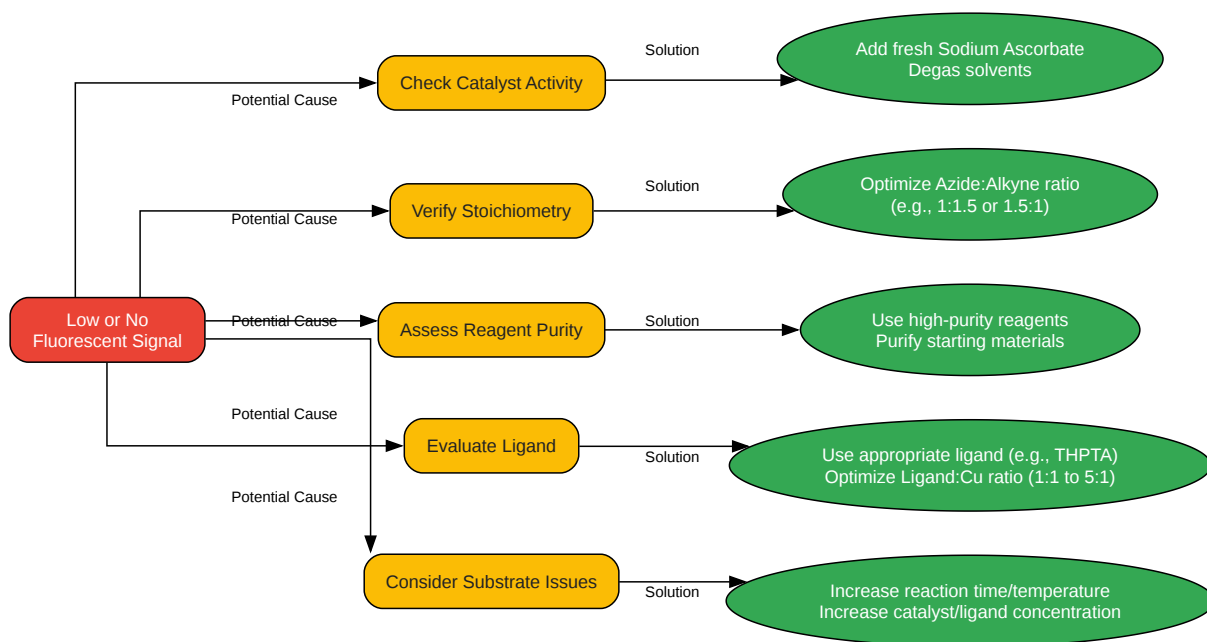 Low or No
Fluorescent Signal
Potential Cause
Check Catalyst Activity
Solution
Add fresh Sodium Ascorbate
Degas solvents
Potential Cause
Verify Stoichiometry
Solution
Optimize Azide:Alkyne ratio
(e.g., 1:1.5 or 1.5:1)
Potential Cause
Assess Reagent Purity
Solution
Use high-purity reagents
Purify starting materials
Potential Cause
Evaluate Ligand
Solution
Use appropriate ligand (e.g., THPTA)
Optimize Ligand:Cu ratio (1:1 to 5:1)
Potential Cause
Consider Substrate Issues
Solution
Increase reaction time/temperature
Increase catalyst/ligand concentration